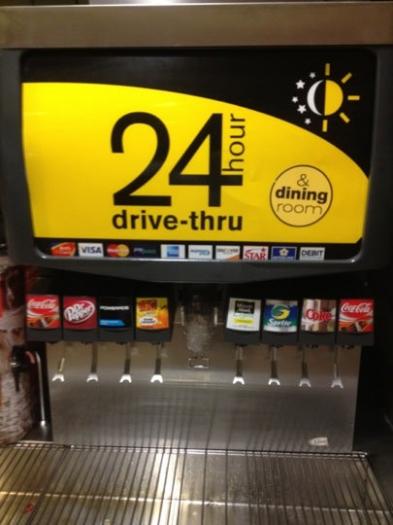 24 hour
drive-thru
&
dining
room
VISA
STAR
DEBIT
Coca-Cola
Dr Pepper
POWERADE
Sprite
Coke
Coca-Cola